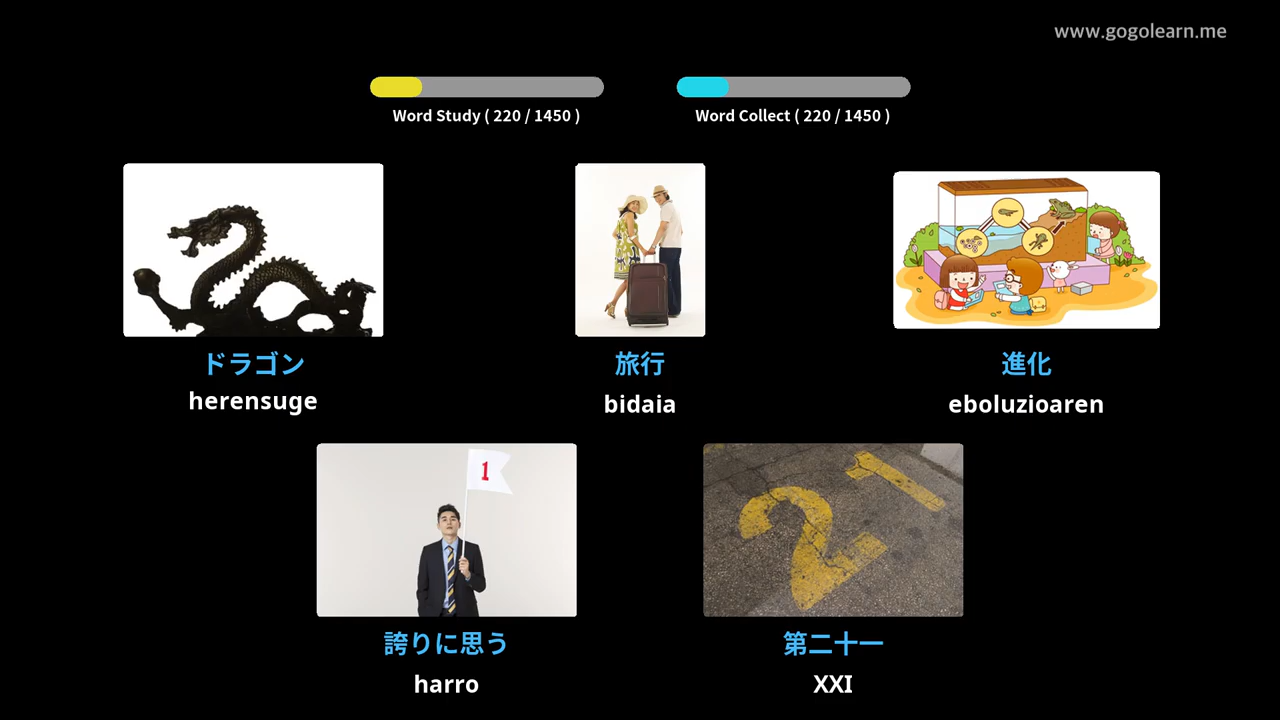 www.gogolearn.me
Word Study ( 220 / 1450 )
Word Collect ( 220 / 1450 )
ドラゴン
herensuge
旅行
bidaia
進化
eboluzioaren
1
誇りに思う
harro
21
第二十一
XXI